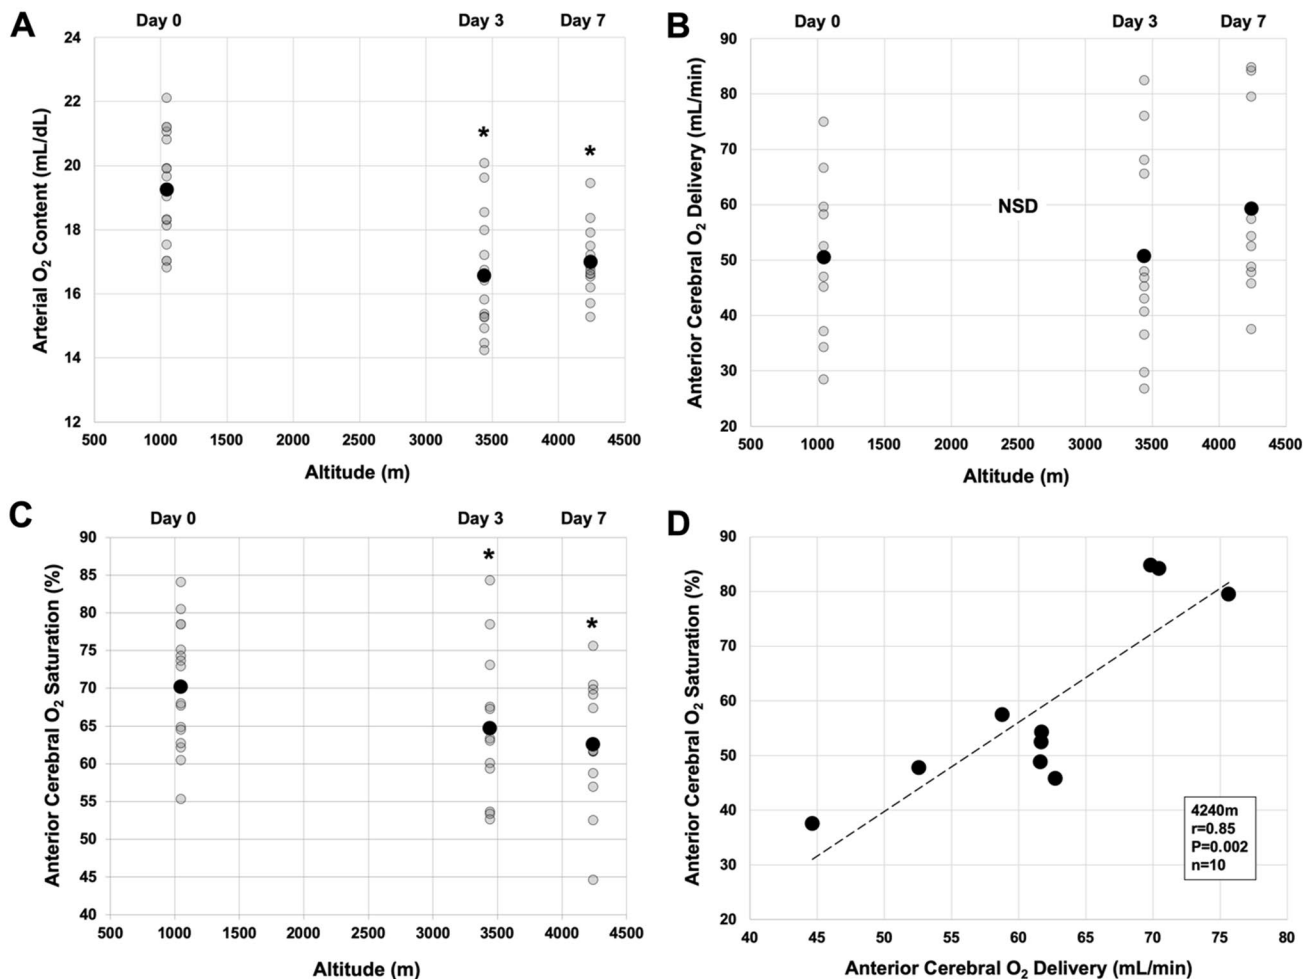 A
Day 0
Day 3
Day 7
24
22
20
18
16
14
12
Arterial O2 Content (mL/dL)
*
*
500
1000
1500
2000
2500
3000
3500
4000
4500
Altitude (m)
B
Day 0
Day 3
Day 7
90
80
70
60
50
40
30
20
Anterior Cerebral O2 Delivery (mL/min)
NSD
500
1000
1500
2000
2500
3000
3500
4000
4500
Altitude (m)
C
Day 0
Day 3
Day 7
90
85
80
75
70
65
60
55
50
45
40
Anterior Cerebral O2 Saturation (%)
*
*
500
1000
1500
2000
2500
3000
3500
4000
4500
Altitude (m)
D
90
80
70
60
50
40
30
20
Anterior Cerebral O2 Saturation (%)
4240m
r=0.85
P=0.002
n=10
40
45
50
55
60
65
70
75
80
Anterior Cerebral O2 Delivery (mL/min)